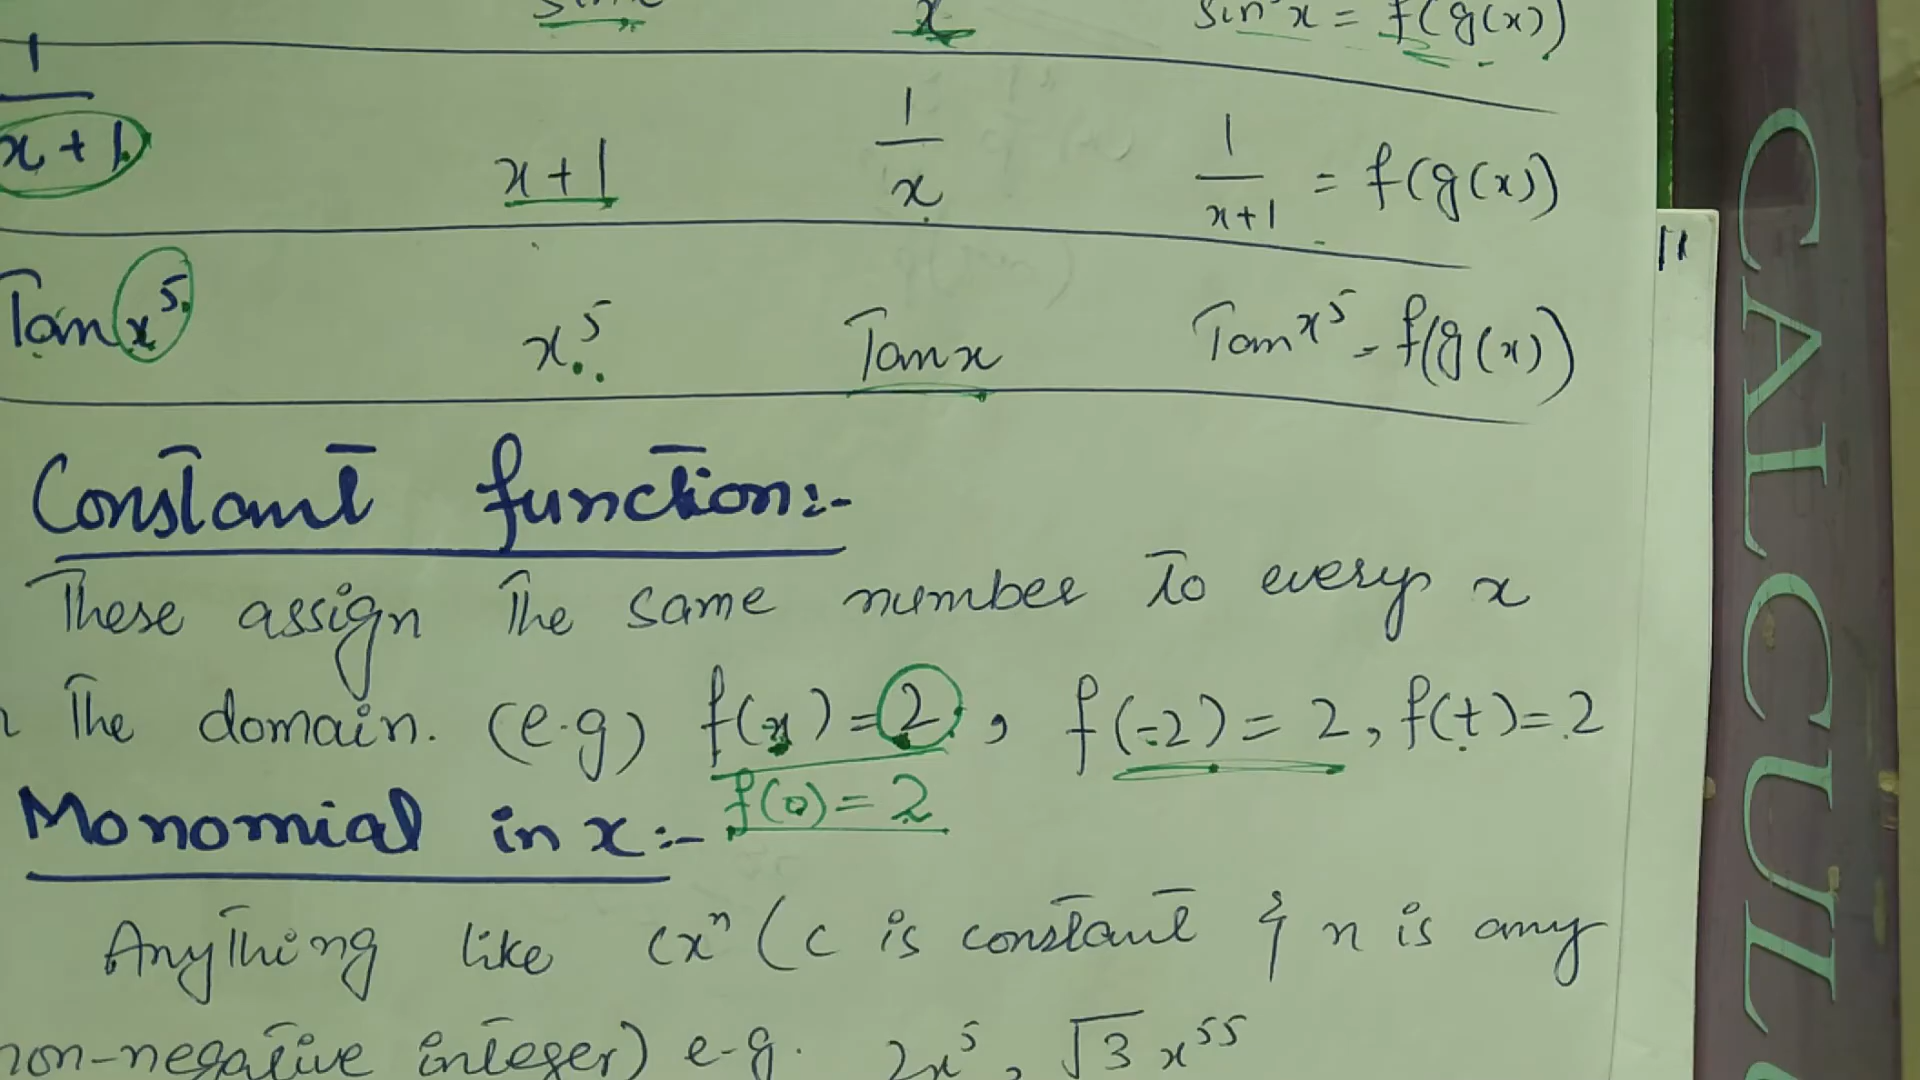 x sin² x = f(g(x))
1/x+1 x+1 1/x 1/x+1 = f(g(x))
Tan x⁵ x⁵ Tan x Tan x⁵ = f(g(x))
Constant function:-
These assign the same number to every x
The domain. (e.g) f(x) = 2, f(-2) = 2, f(t) = 2
f(0) = 2
Monomial in x:-
Anything like cxⁿ (c is constant & n is any
non-negative integer) e-g. 2x⁵, √3 x⁵⁵
CALCUL